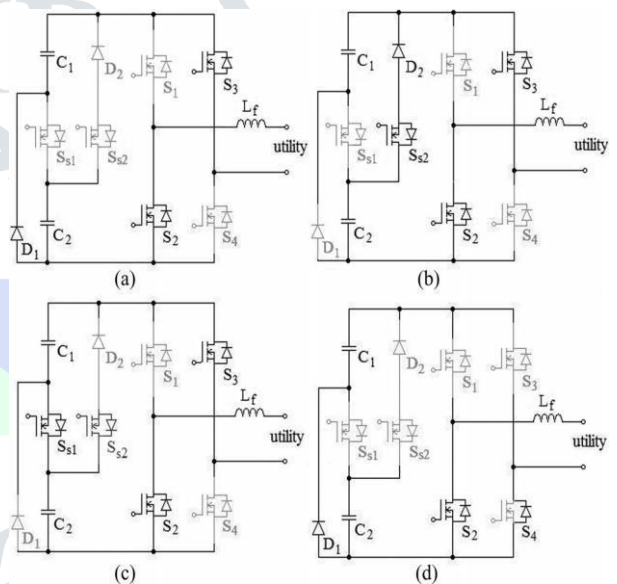 C1
D2
S1
S3
Lf
Ss1
Ss2
utility
C2
S2
S4
D1
(a)
C1
D2
S1
S3
Lf
Ss1
Ss2
utility
C2
S2
S4
D1
(b)
C1
D2
S1
S3
Lf
Ss1
Ss2
utility
C2
S2
S4
D1
(c)
C1
D2
S1
S3
Lf
Ss1
Ss2
utility
C2
S2
S4
D1
(d)